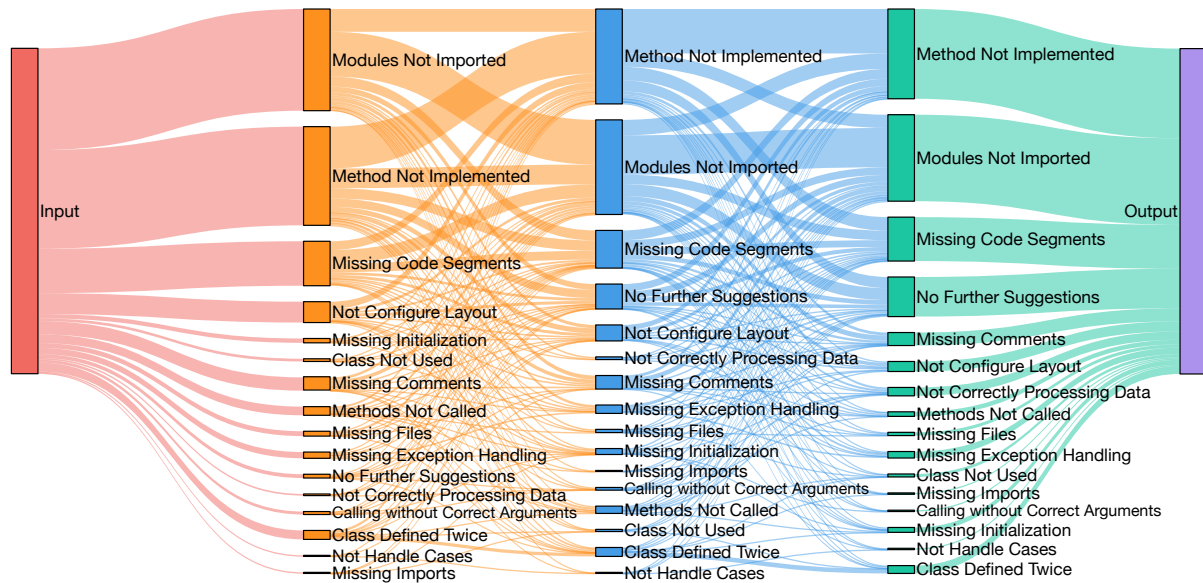 Input
Modules Not Imported
Method Not Implemented
Missing Code Segments
Not Configure Layout
Missing Initialization
Class Not Used
Missing Comments
Methods Not Called
Missing Files
Missing Exception Handling
No Further Suggestions
Not Correctly Processing Data
Calling without Correct Arguments
Class Defined Twice
Not Handle Cases
Missing Imports
Method Not Implemented
Modules Not Imported
Missing Code Segments
No Further Suggestions
Not Configure Layout
Not Correctly Processing Data
Missing Comments
Missing Exception Handling
Missing Files
Missing Initialization
Missing Imports
Calling without Correct Arguments
Methods Not Called
Class Not Used
Class Defined Twice
Not Handle Cases
Method Not Implemented
Modules Not Imported
Missing Code Segments
No Further Suggestions
Missing Comments
Not Configure Layout
Not Correctly Processing Data
Methods Not Called
Missing Files
Missing Exception Handling
Class Not Used
Missing Imports
Calling without Correct Arguments
Missing Initialization
Not Handle Cases
Class Defined Twice
Output